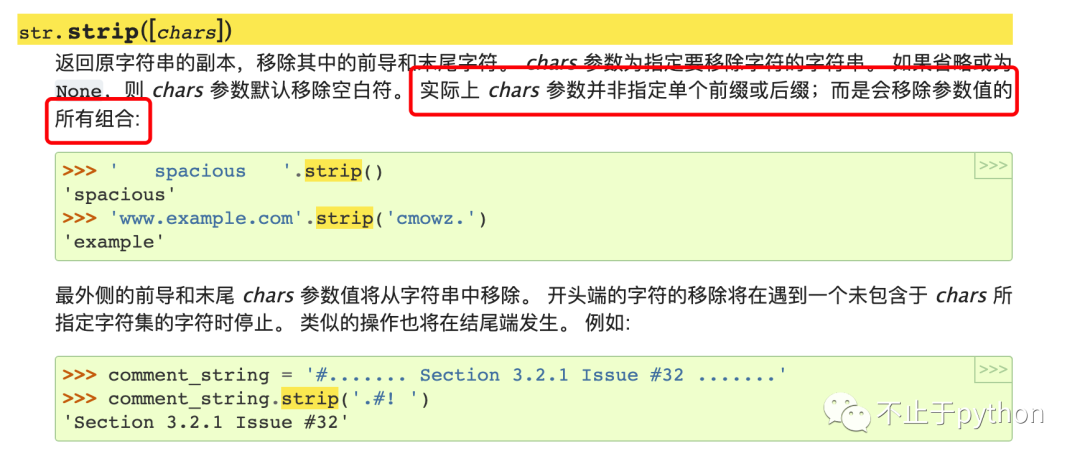 str.strip([chars])
返回原字符串的副本，移除其中的前导和末尾字符。 chars 参数为指定要移除字符的字符串。 如果省略或为
None，则 chars 参数默认移除空白符。 实际上 chars 参数并非指定单个前缀或后缀；而是会移除参数值的
所有组合:
>>>
>>> '   spacious   '.strip()
'spacious'
>>> 'www.example.com'.strip('cmowz.')
'example'
最外侧的前导和末尾 chars 参数值将从字符串中移除。 开头端的字符的移除将在遇到一个未包含于 chars 所
指定字符集的字符时停止。 类似的操作也将在结尾端发生。 例如:
>>>
>>> comment_string = '#....... Section 3.2.1 Issue #32 .......'
>>> comment_string.strip('.#! ')
'Section 3.2.1 Issue #32'
不止于python